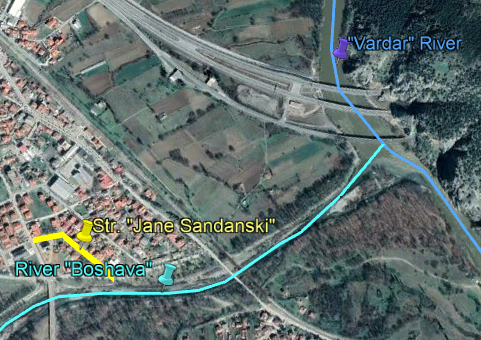 "Vardar" River
Str. "Jane Sandanski"
River "Boshava"